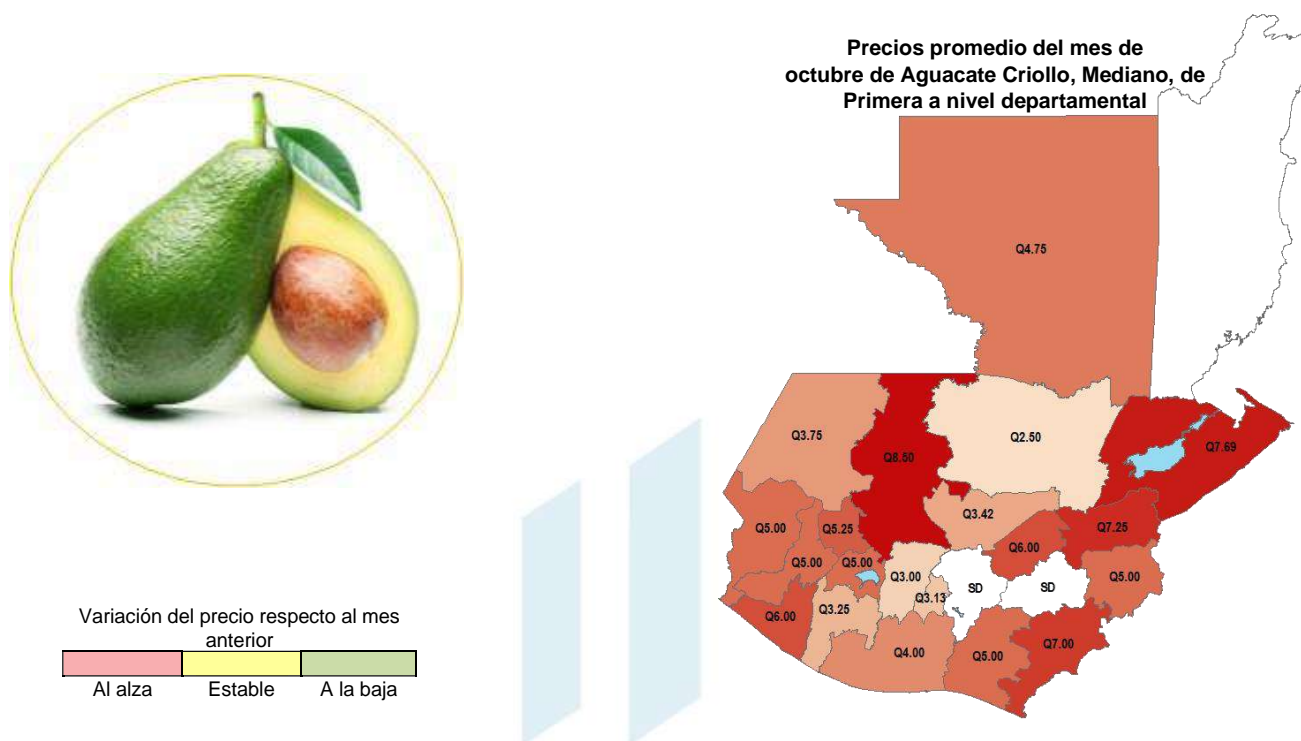 Precios promedio del mes de
octubre de Aguacate Criollo, Mediano, de
Primera a nivel departamental
Q4.75
Q3.75
Q8.50
Q2.50
Q7.69
Q3.42
Q5.00
Q5.25
Q7.25
Q6.00
Q5.00
Q5.00
Q3.00
SD
SD
Q5.00
Q3.13
Q6.00
Q3.25
Q7.00
Q4.00
Q5.00
Variación del precio respecto al mes
anterior
Al alza Estable A la baja